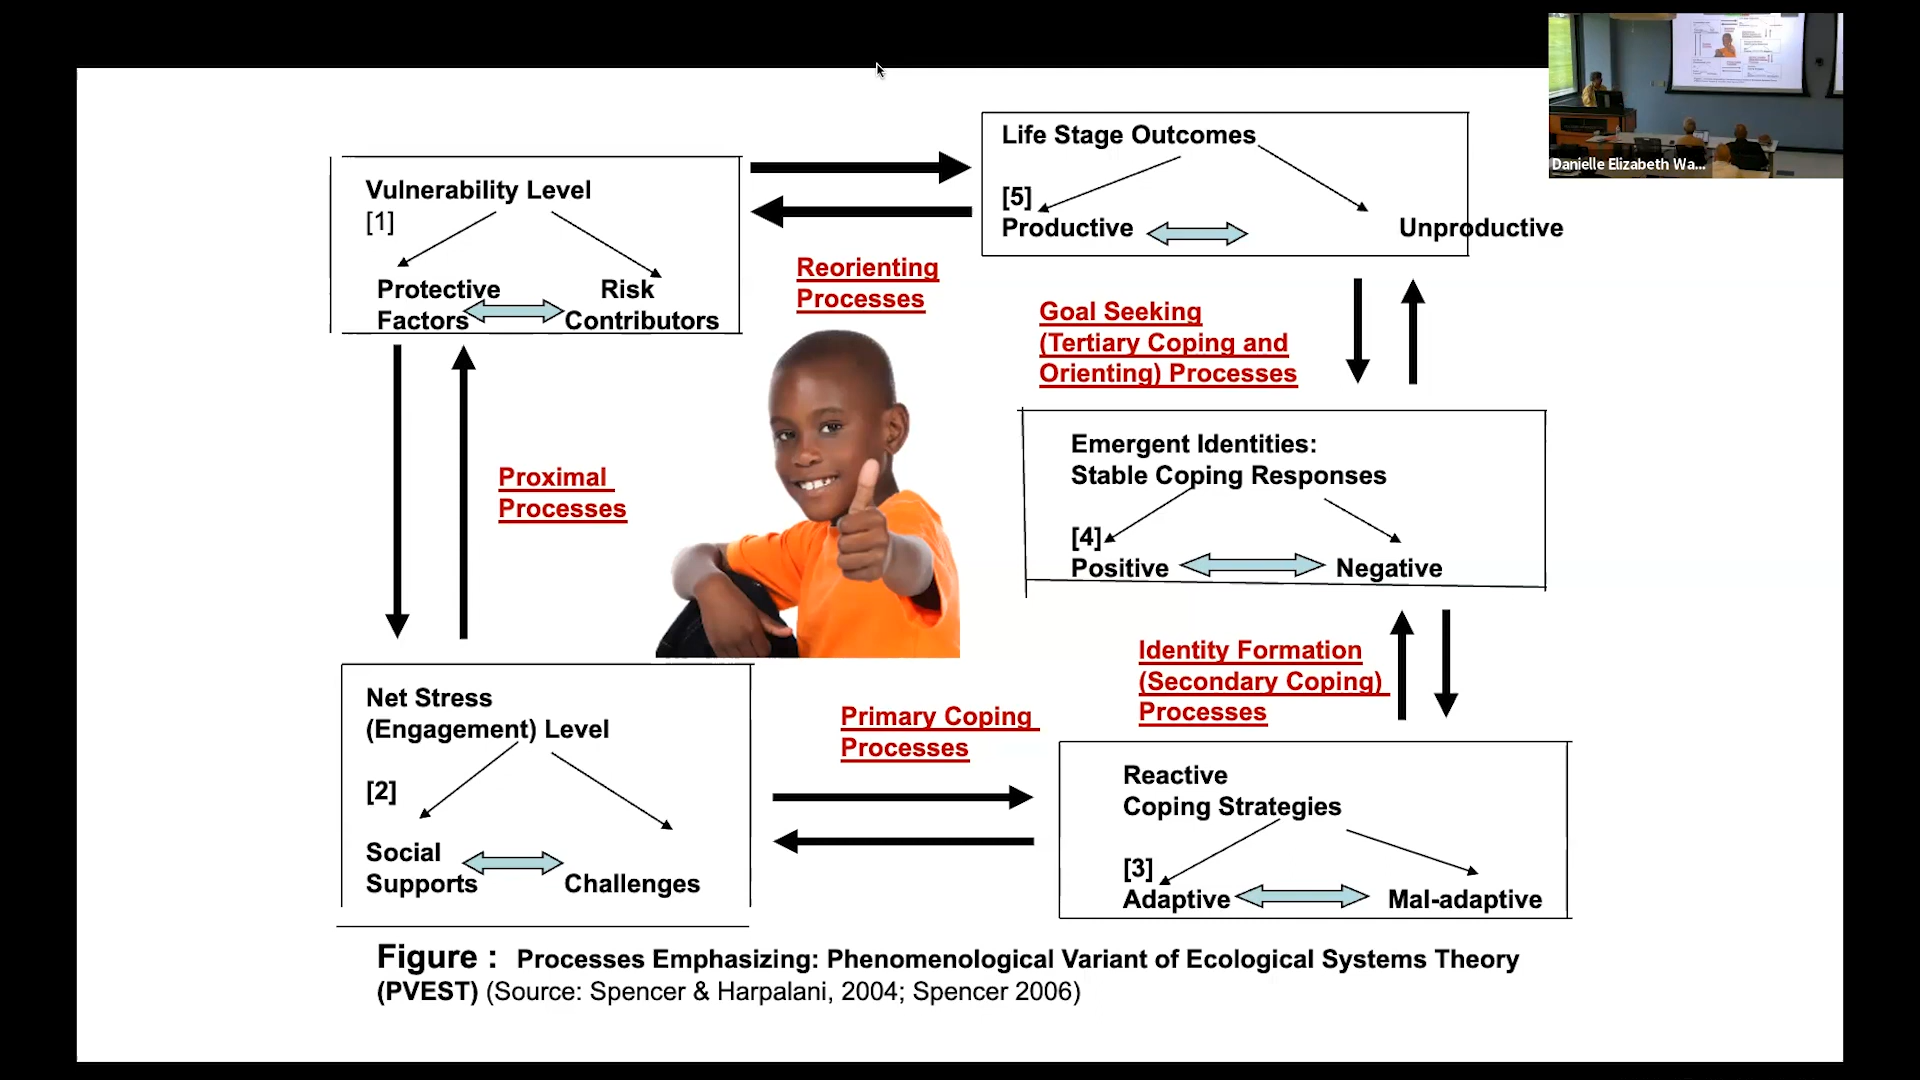 Danielle Elizabeth Wa...
Vulnerability Level
[1]
Protective
Factors
Risk
Contributors
Life Stage Outcomes
[5]
Productive
Unproductive
Reorienting
Processes
Goal Seeking
(Tertiary Coping and
Orienting) Processes
Proximal
Processes
Emergent Identities:
Stable Coping Responses
[4]
Positive
Negative
Identity Formation
(Secondary Coping)
Processes
Net Stress
(Engagement) Level
[2]
Social
Supports
Challenges
Primary Coping
Processes
Reactive
Coping Strategies
[3]
Adaptive
Mal-adaptive
Figure : Processes Emphasizing: Phenomenological Variant of Ecological Systems Theory
(PVEST) (Source: Spencer & Harpalani, 2004; Spencer 2006)